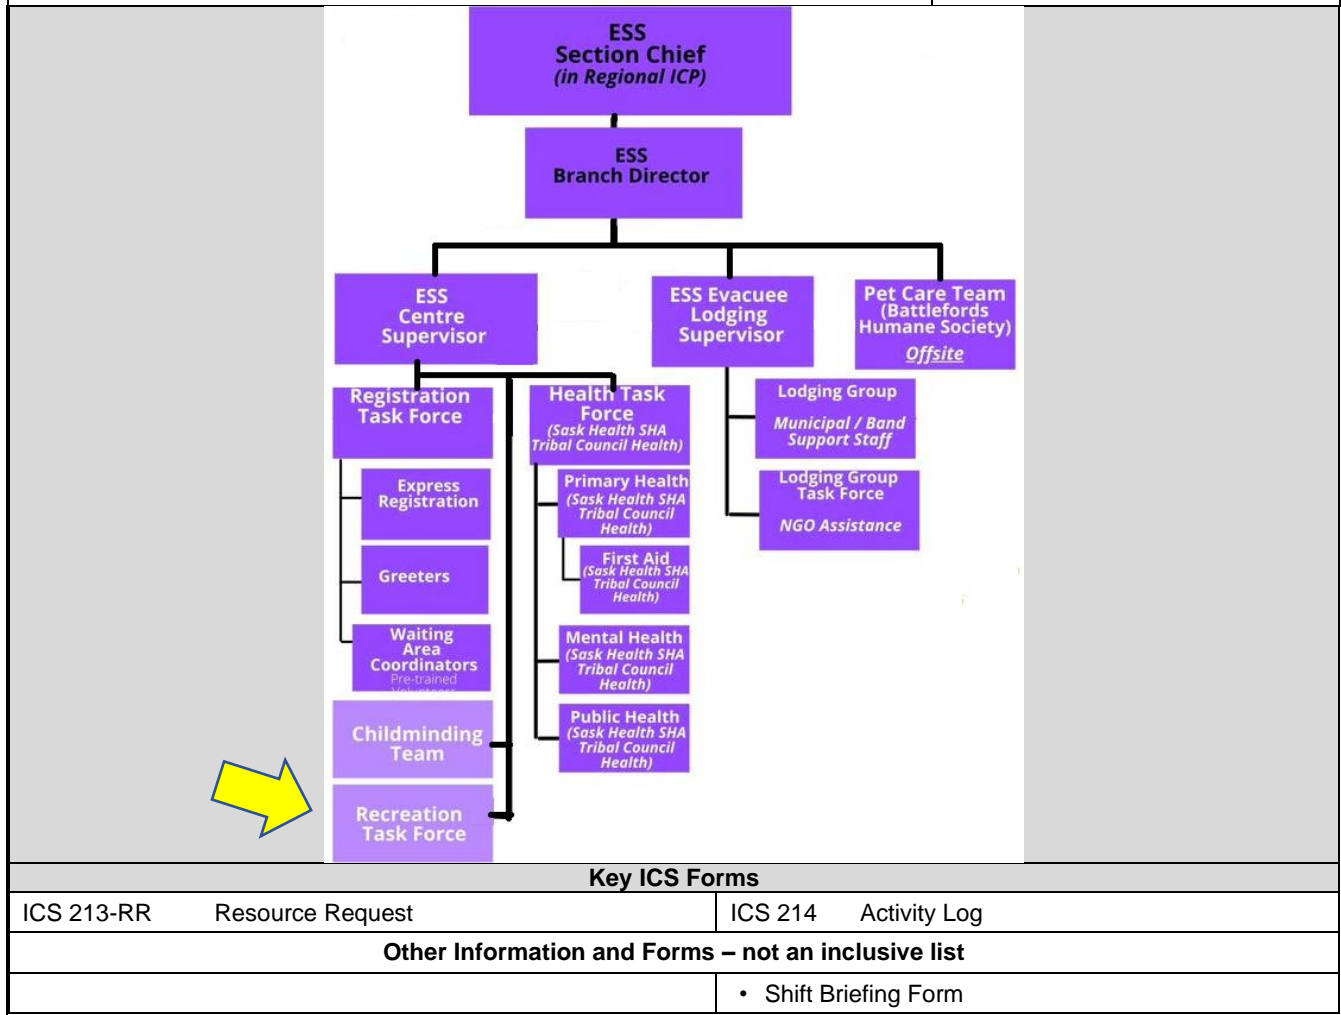 ESS
Section Chief
(in Regional ICP)
ESS
Branch Director
ESS
Centre
Supervisor
ESS Evacuee
Lodging
Supervisor
Pet Care Team
(Battlefords
Humane Society)
Offsite
Registration
Task Force
Express
Registration
Greeters
Waiting
Area
Coordinators
Pre-trained
Volunteers
Childminding
Team
Recreation
Task Force
Health Task
Force
(Sask Health SHA
Tribal Council Health)
Primary Health
(Sask Health SHA
Tribal Council
Health)
First Aid
(Sask Health SHA
Tribal Council
Health)
Mental Health
(Sask Health SHA
Tribal Council
Health)
Public Health
(Sask Health SHA
Tribal Council
Health)
Lodging Group
Municipal / Band
Support Staff
Lodging Group
Task Force
NGO Assistance
Key ICS Forms
ICS 213-RR Resource Request
ICS 214 Activity Log
Other Information and Forms – not an inclusive list
• Shift Briefing Form